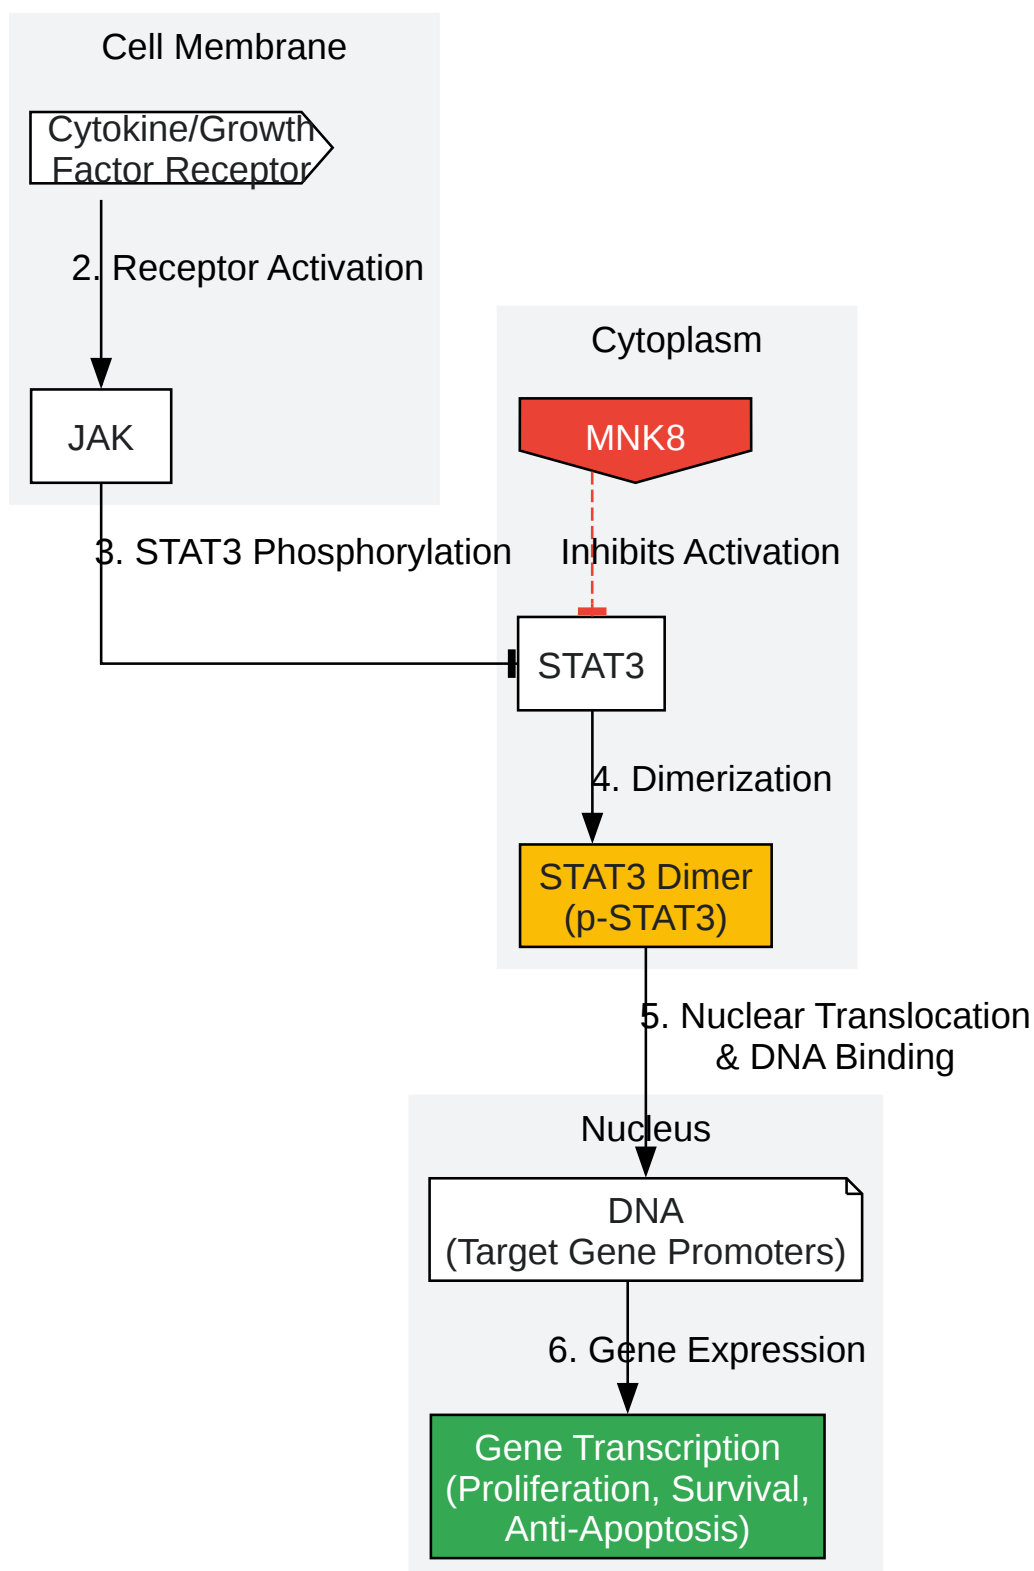 Cell Membrane
Cytokine/Growth
Factor Receptor
2. Receptor Activation
JAK
3. STAT3 Phosphorylation
Cytoplasm
MNK8
Inhibits Activation
STAT3
4. Dimerization
STAT3 Dimer
(p-STAT3)
5. Nuclear Translocation
& DNA Binding
Nucleus
DNA
(Target Gene Promoters)
6. Gene Expression
Gene Transcription
(Proliferation, Survival,
Anti-Apoptosis)